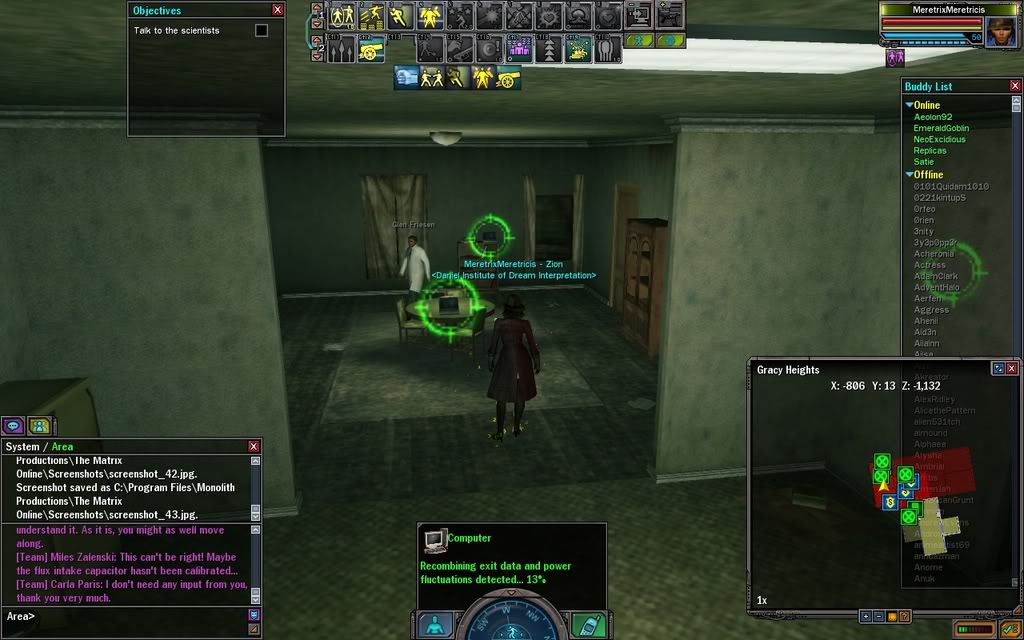 Objectives
Talk to the scientists
MeretrixMeretricis
50
Buddy List
Online
Aeolon92
EmeraldGoblin
NeoExcidious
Replicas
Satie
Offline
0101Quidam1010
0221kintupS
0rfeo
0rien
3nity
3y3p0pp3r
Acheronia
Actress
AdamClark
AdventHalo
Aerfen
Aggress
Ahenil
Aid3n
Glen Friesen
MeretrixMeretricis - Zion
<Daniel Institute of Dream Interpretation>
Gracy Heights
X: -806 Y: 13 Z: -1,132
AlexRidley
AlicethePattern
allen531tch
almound
Anome
Anuk
1x
System / Area
Productions\The Matrix
Online\Screenshots\screenshot_42.jpg.
Screenshot saved as C:\Program Files\Monolith
Productions\The Matrix
Online\Screenshots\screenshot_43.jpg.
understand it. As it is, you might as well move
along.
[Team] Miles Zalenski: This can't be right! Maybe
the flux intake capacitor hasn't been calibrated...
[Team] Carla Paris: I don't need any input from you,
thank you very much.
Area>
Computer
Recombining exit data and power
fluctuations detected... 13%
SW
W
NW